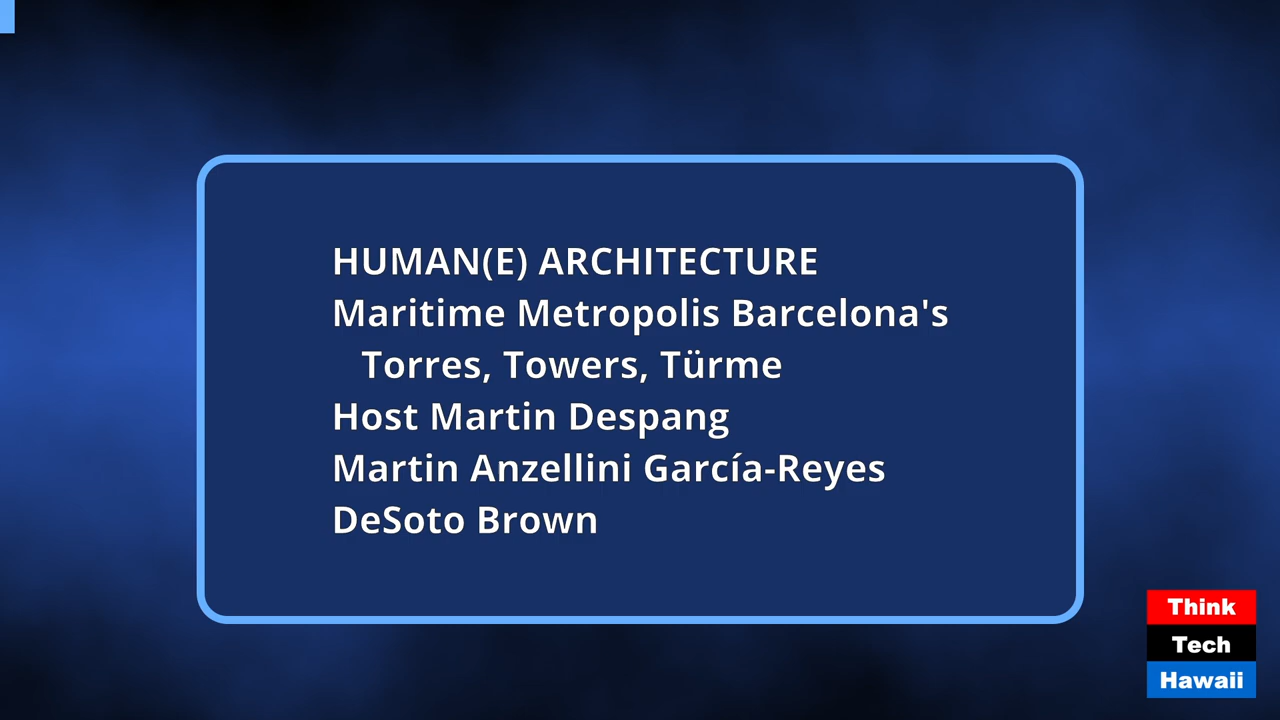 HUMAN(E) ARCHITECTURE
Maritime Metropolis Barcelona's
Torres, Towers, Türme
Host Martin Despang
Martin Anzellini García-Reyes
DeSoto Brown
Think
Tech
Hawaii